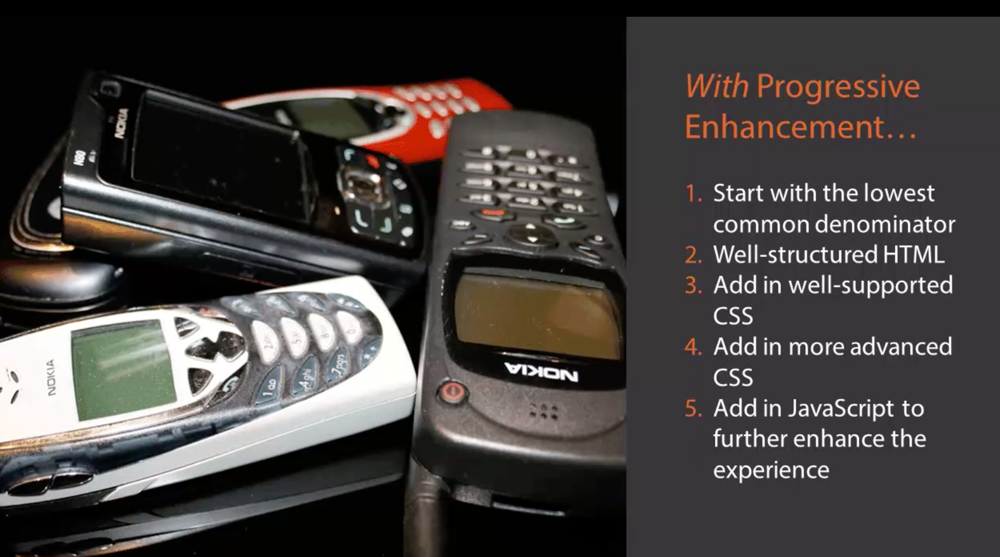 With Progressive
Enhancement...
1. Start with the lowest
common denominator
2. Well-structured HTML
3. Add in well-supported
CSS
4. Add in more advanced
CSS
5. Add in JavaScript to
further enhance the
experience
NOKIA
N80
NOKIA
NOKIA